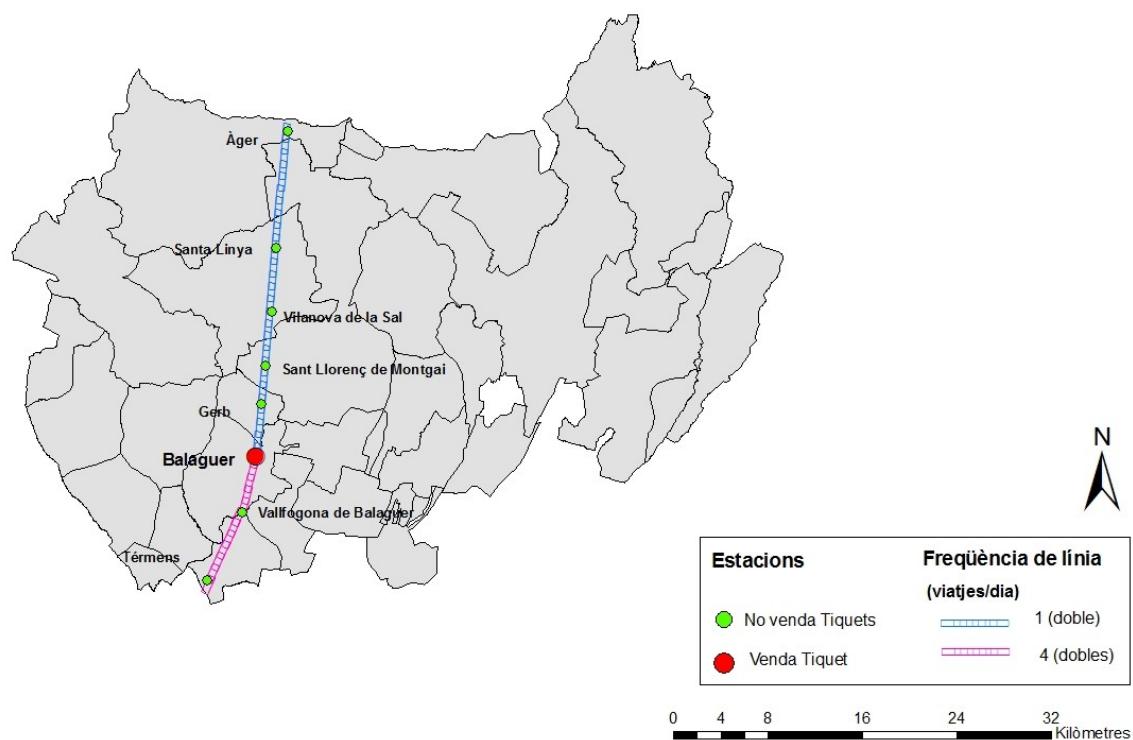 Àger
Santa Linya
Vilanova de la Sal
Sant Llorenç de Montgai
Gerb
Balaguer
Vallfogona de Balaguer
Térmens
N
Estacions
No venda Tiquets
Venda Tiquet
Freqüència de línia
(viatjes/dia)
1 (doble)
4 (dobles)
0 4 8 16 24 32
Kilòmetres